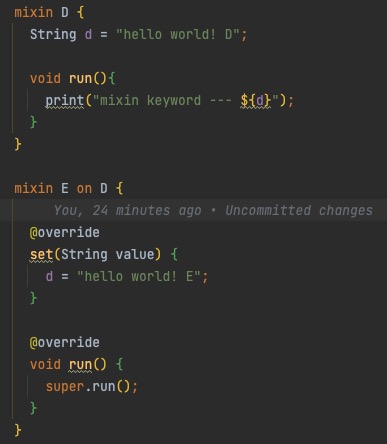 mixin D {
  String d = "hello world! D";

  void run(){
    print("mixin keyword --- ${d}");
  }
}

mixin E on D {
     You, 24 minutes ago • Uncommitted changes
  @override
  set(String value) {
    d = "hello world! E";
  }

  @override
  void run() {
    super.run();
  }
}